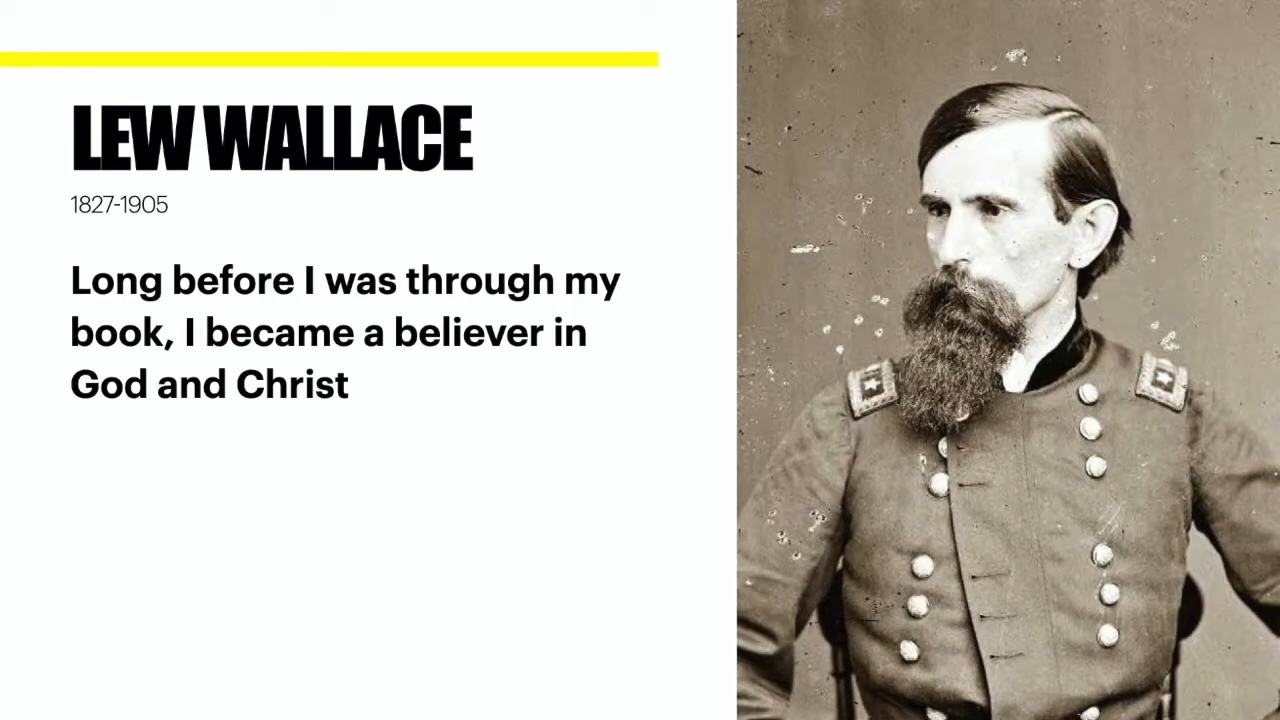 LEW WALLACE
1827-1905
Long before I was through my
book, I became a believer in
God and Christ